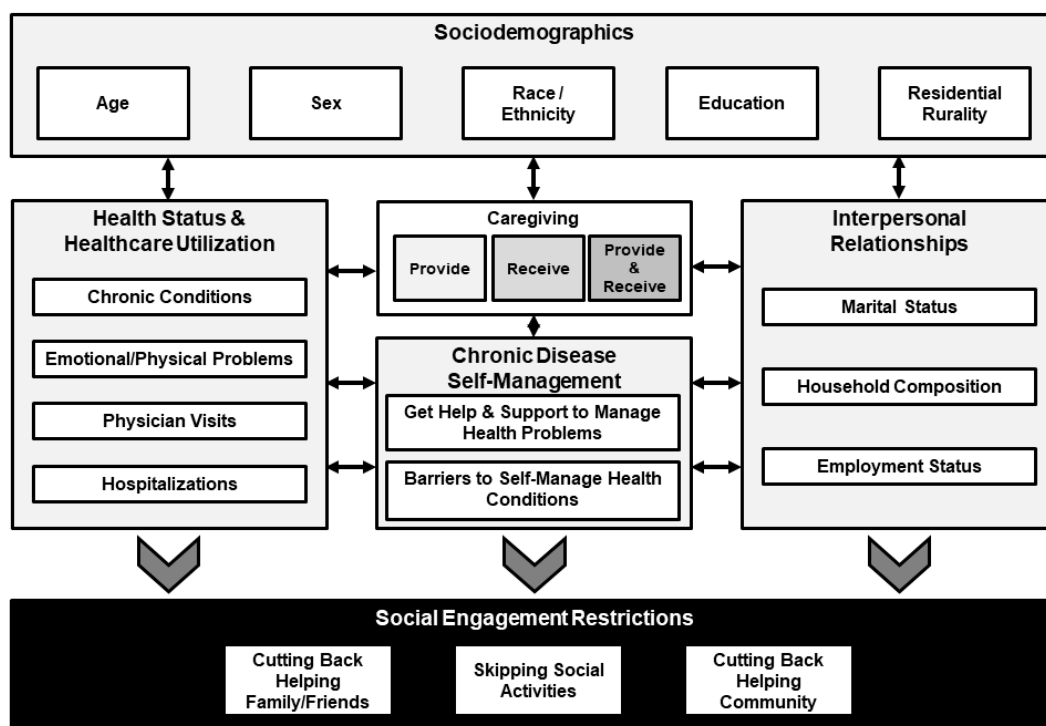 Sociodemographics
Age
Sex
Race /
Ethnicity
Education
Residential
Rurality
Health Status &
Healthcare Utilization
Chronic Conditions
Emotional/Physical Problems
Physician Visits
Hospitalizations
Caregiving
Provide
Receive
Provide
&
Receive
Chronic Disease
Self-Management
Get Help & Support to Manage
Health Problems
Barriers to Self-Manage Health
Conditions
Interpersonal
Relationships
Marital Status
Household Composition
Employment Status
Social Engagement Restrictions
Cutting Back
Helping
Family/Friends
Skipping Social
Activities
Cutting Back
Helping
Community